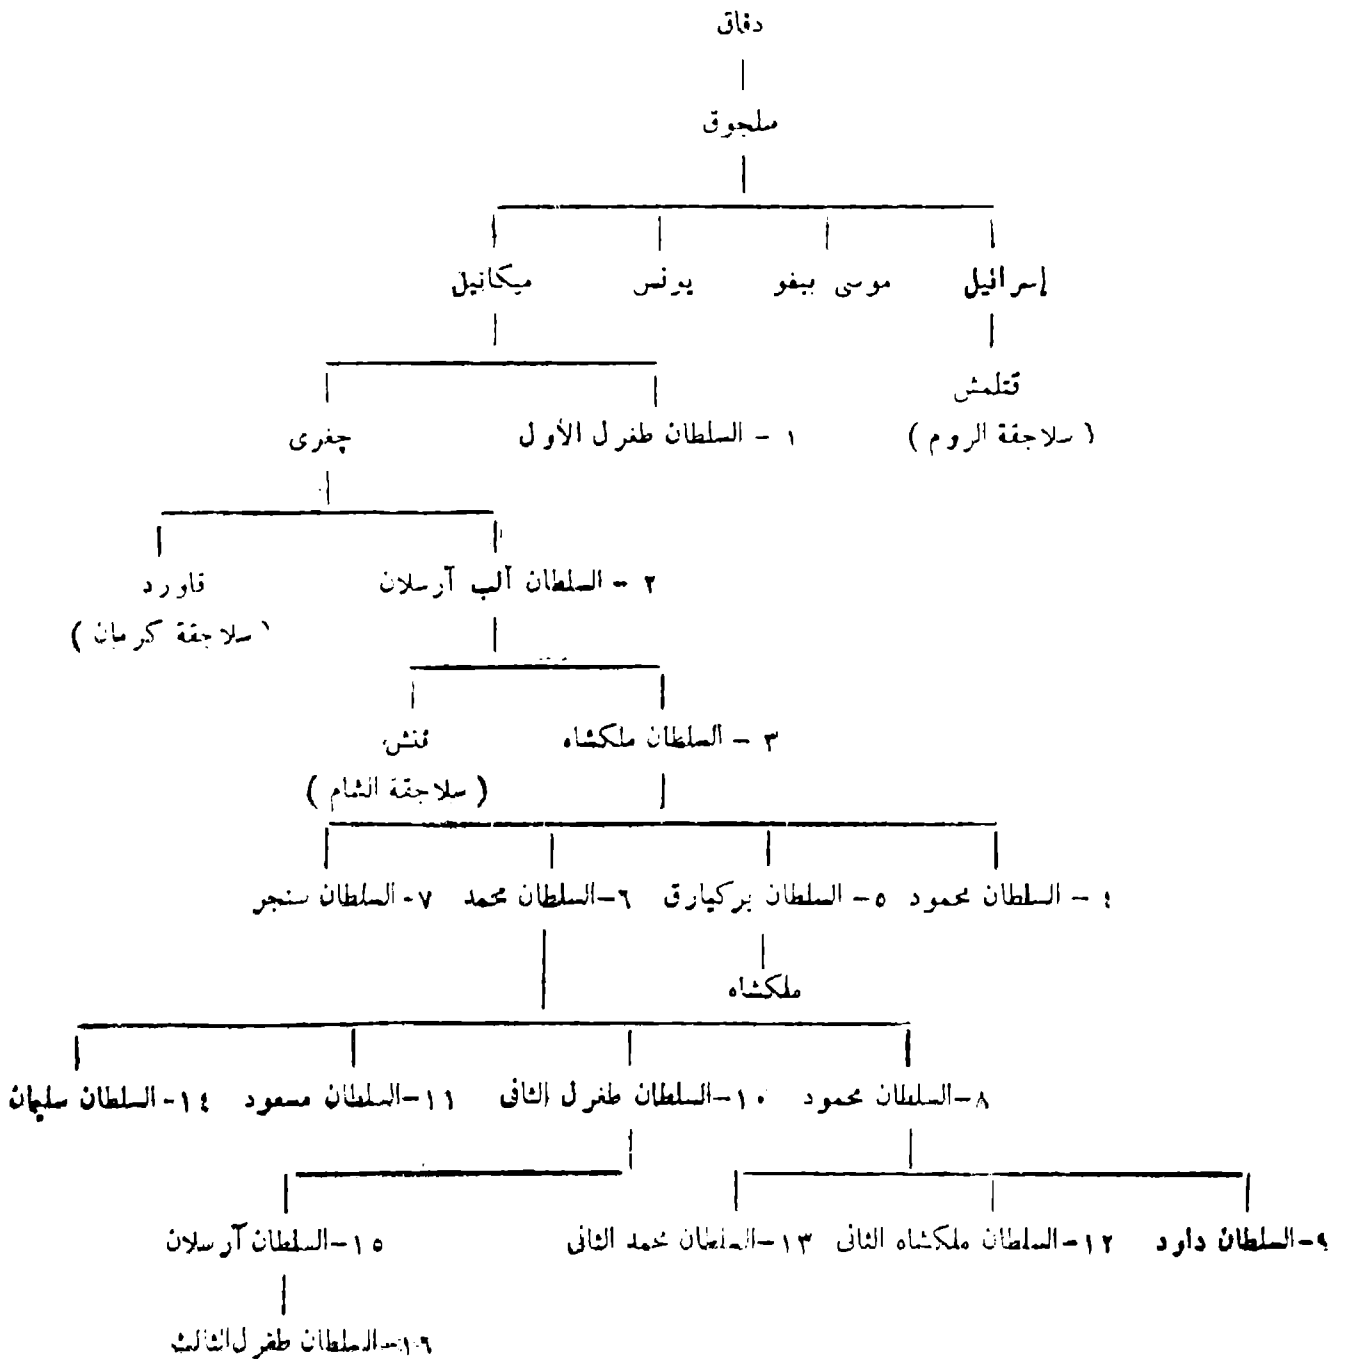 دقاق
سلجوق
إسرائيل موسى بيغو يونس ميكائيل
قتلمش
( سلاجقة الروم )
١ - السلطان طغرل الأول
چغرى
٢ - السلطان آلب آرسلان
قاورد
( سلاجقة كرمان )
٣ - السلطان ملكشاه
تتش
( سلاجقة الشام )
٤ - السلطان محمود ٥- السلطان بركيارق ٦-السلطان محمد ٧- السلطان سنجر
ملكشاه
٨-السلطان محمود ١٠-السلطان طغرل الثانى ١١-السلطان مسعود ١٤-السلطان سليمان
٩-السلطان داود ١٢-السلطان ملكشاه الثانى ١٣-السلطان محمد الثانى ١٥-السلطان آرسلان
١٦-السلطان طغرل الثالث